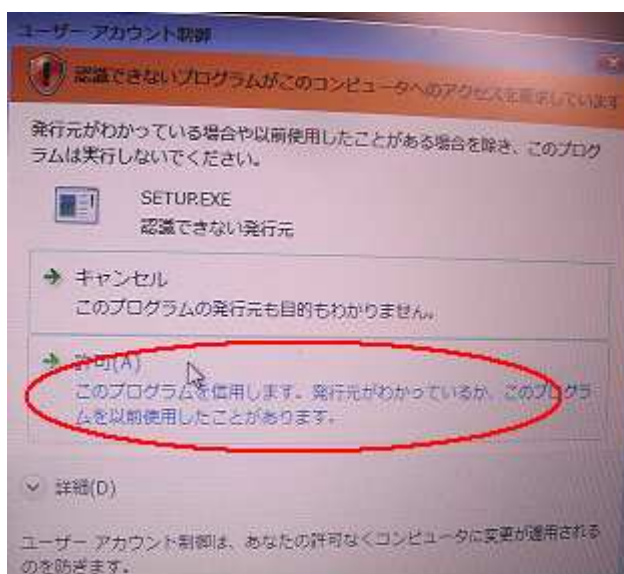 ユーザー アカウント制御
認識できないプログラムがこのコンピュータへのアクセスを要求しています
発行元がわかっている場合や以前使用したことがある場合を除き、このプログ
ラムは実行しないでください。
SETUP.EXE
認識できない発行元
キャンセル
このプログラムの発行元も目的もわかりません。
許可(A)
このプログラムを信用します。発行元がわかっているか、このプログラ
ムを以前使用したことがあります。
詳細(D)
ユーザー アカウント制御は、あなたの許可なくコンピュータに変更が適用される
のを防ぎます。